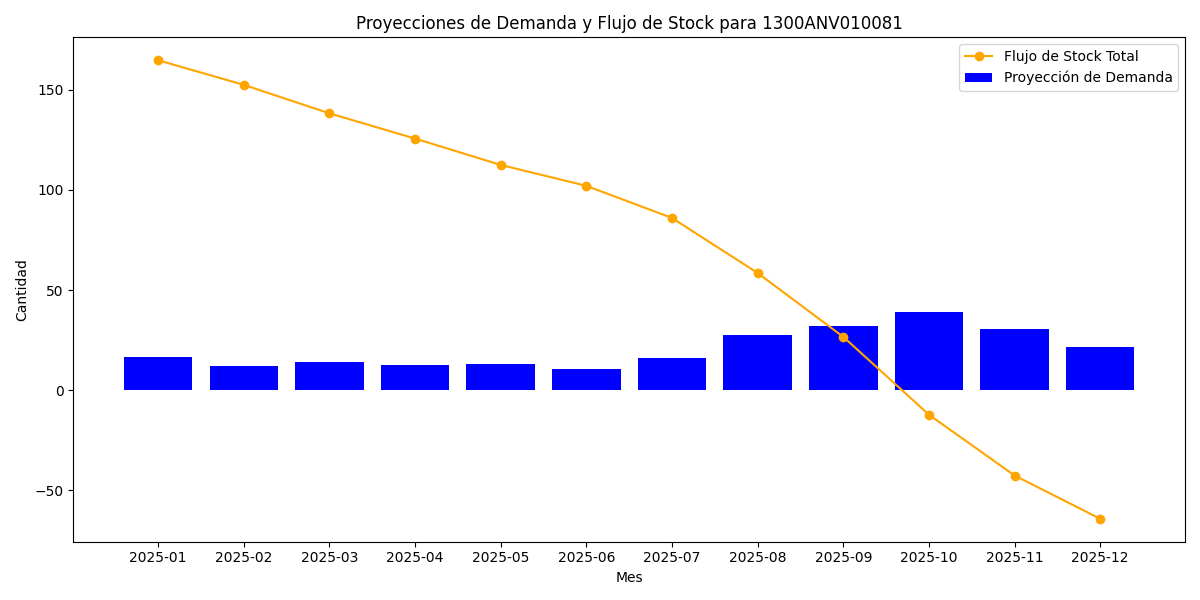 Proyecciones de Demanda y Flujo de Stock para 1300ANV010081
Flujo de Stock Total
Proyección de Demanda
Cantidad
150
100
50
0
−50
2025-01 2025-02 2025-03 2025-04 2025-05 2025-06 2025-07 2025-08 2025-09 2025-10 2025-11 2025-12
Mes